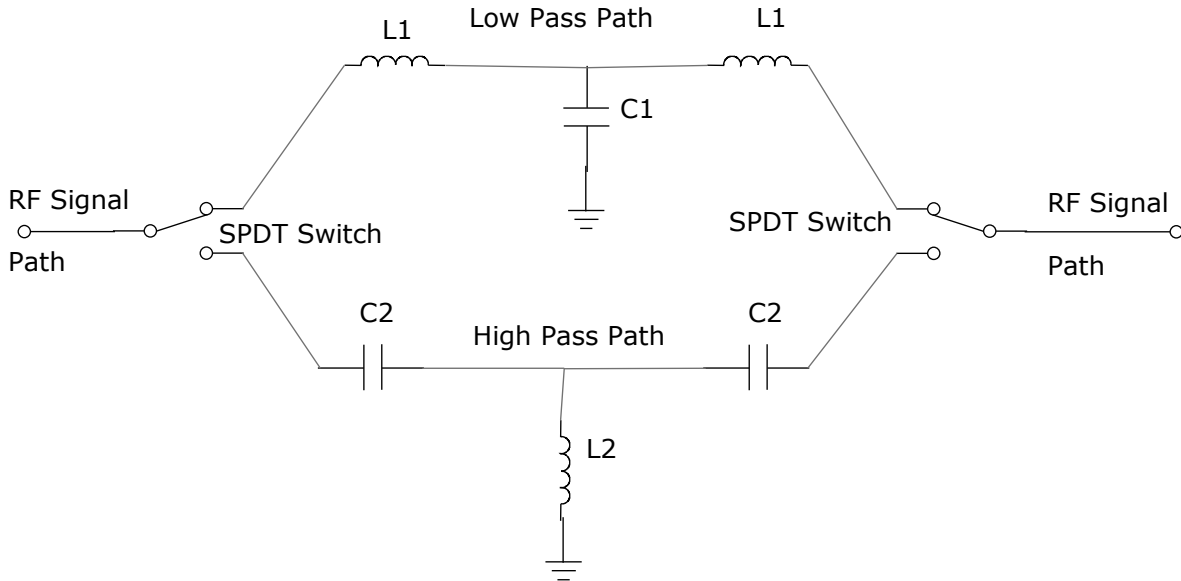 Low Pass Path
L1
L1
C1
RF Signal
Path
SPDT Switch
SPDT Switch
RF Signal
Path
C2
C2
High Pass Path
L2